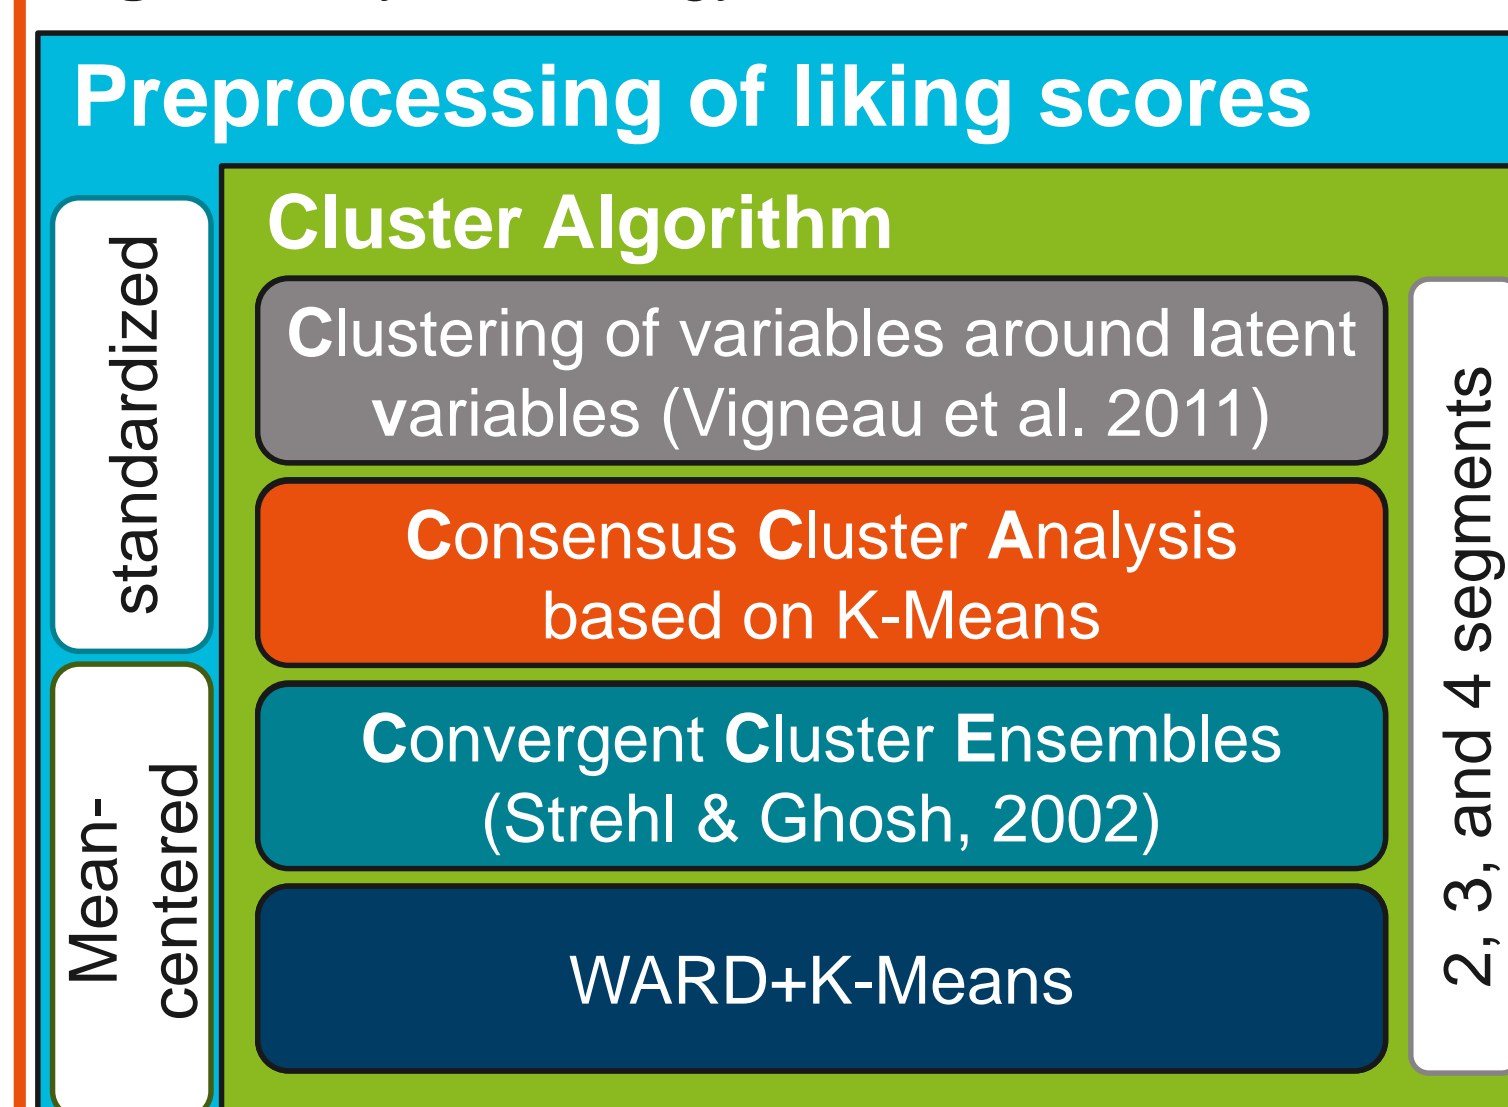 Preprocessing of liking scores
standardized
Mean-
centered
Cluster Algorithm
Clustering of variables around latent
variables (Vigneau et al. 2011)
Consensus Cluster Analysis
based on K-Means
Convergent Cluster Ensembles
(Strehl & Ghosh, 2002)
WARD+K-Means
2, 3, and 4 segments